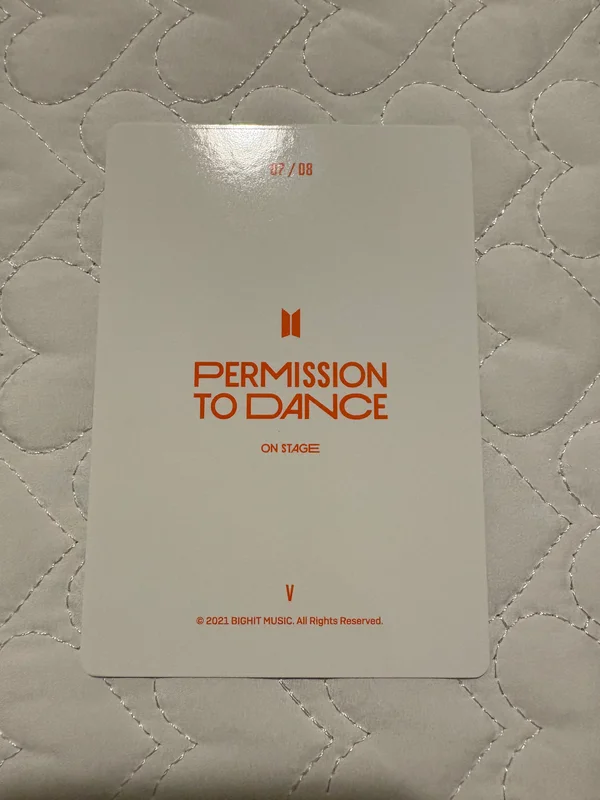 07 / 08
PERMISSION
TO DANCE
ON STAGE
V
© 2021 BIGHIT MUSIC. All Rights Reserved.